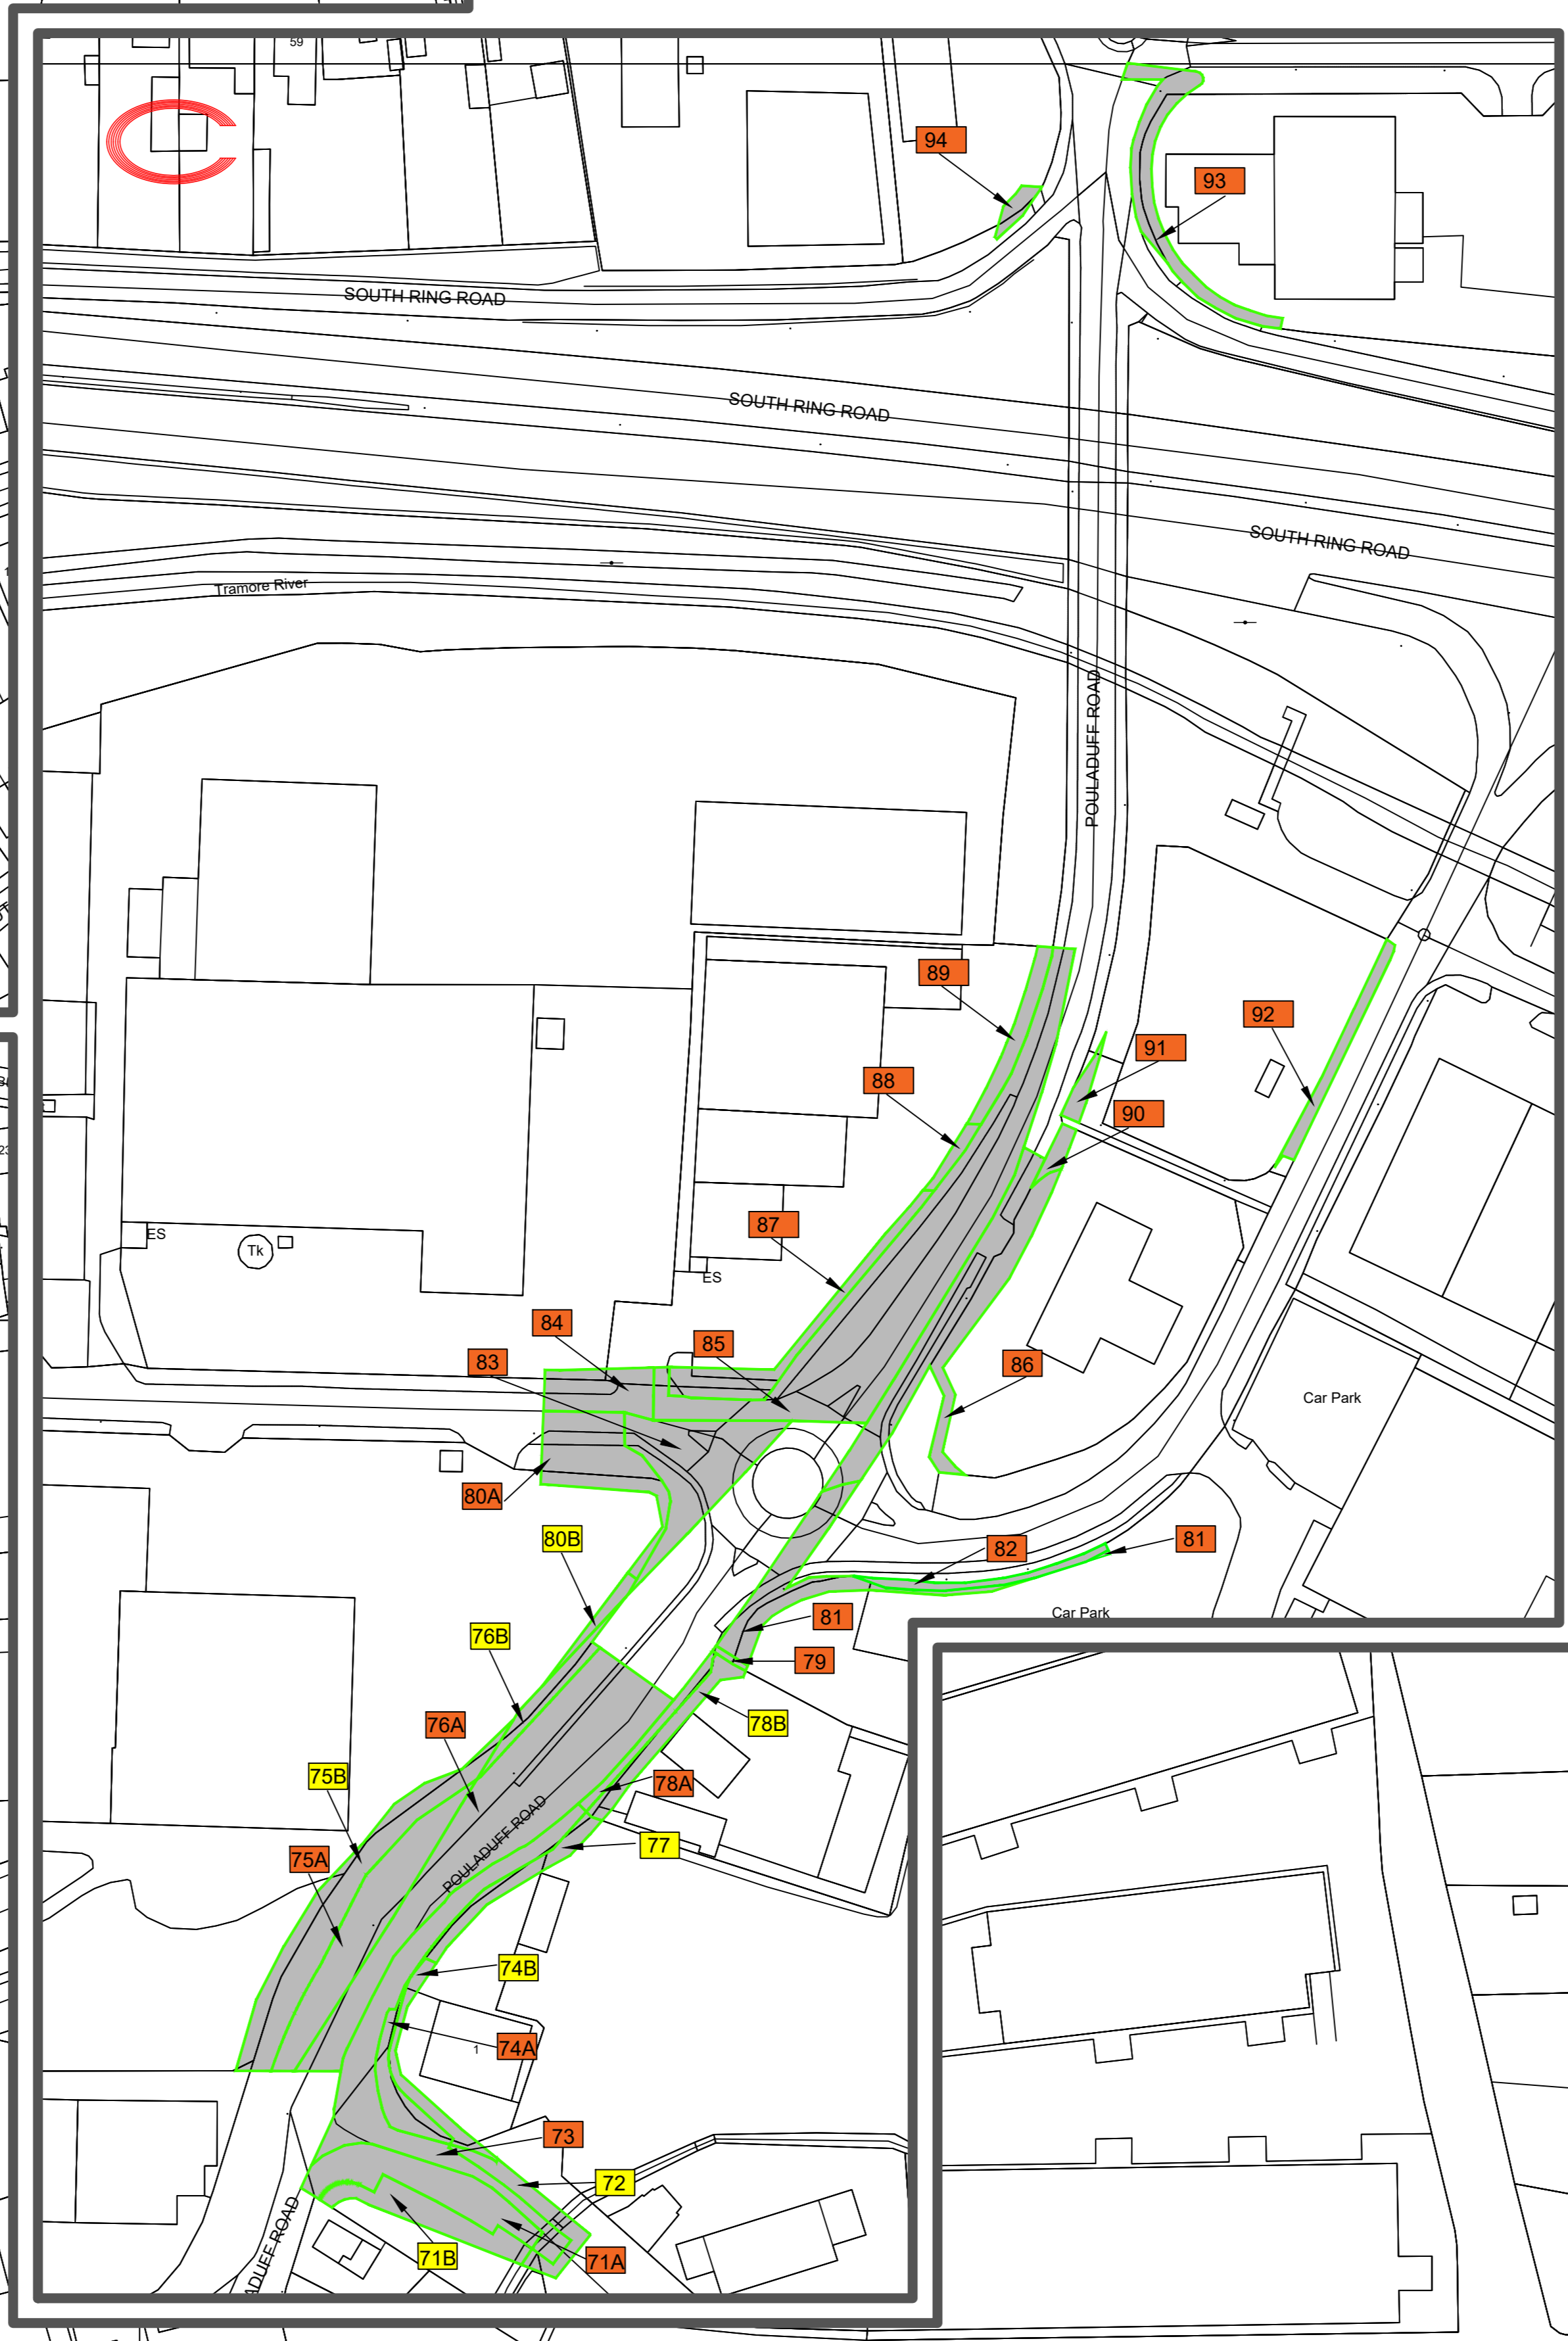 59
C
94
93
SOUTH RING ROAD
SOUTH RING ROAD
SOUTH RING ROAD
Tramore River
POULADUFF ROAD
89
92
91
88
90
87
ES
Tk
ES
84
85
83
86
Car Park
80A
80B
82
81
Car Park
81
76B
79
78B
76A
75B
78A
POULADUFF ROAD
77
75A
74B
74A
1
73
72
71B
71A
ADUFF ROAD
23